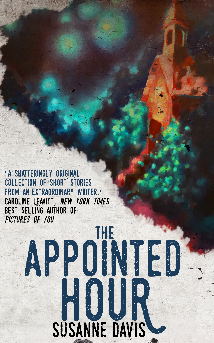 "A SHATTERINGLY ORIGINAL
COLLECTION OF SHORT STORIES
FROM AN EXTRAORDINARY WRITER."
CAROLINE LEAVITT, NEW YORK TIMES
BEST SELLING AUTHOR OF
PICTURES OF YOU
THE
APPOINTED
HOUR
SUSANNE DAVIS